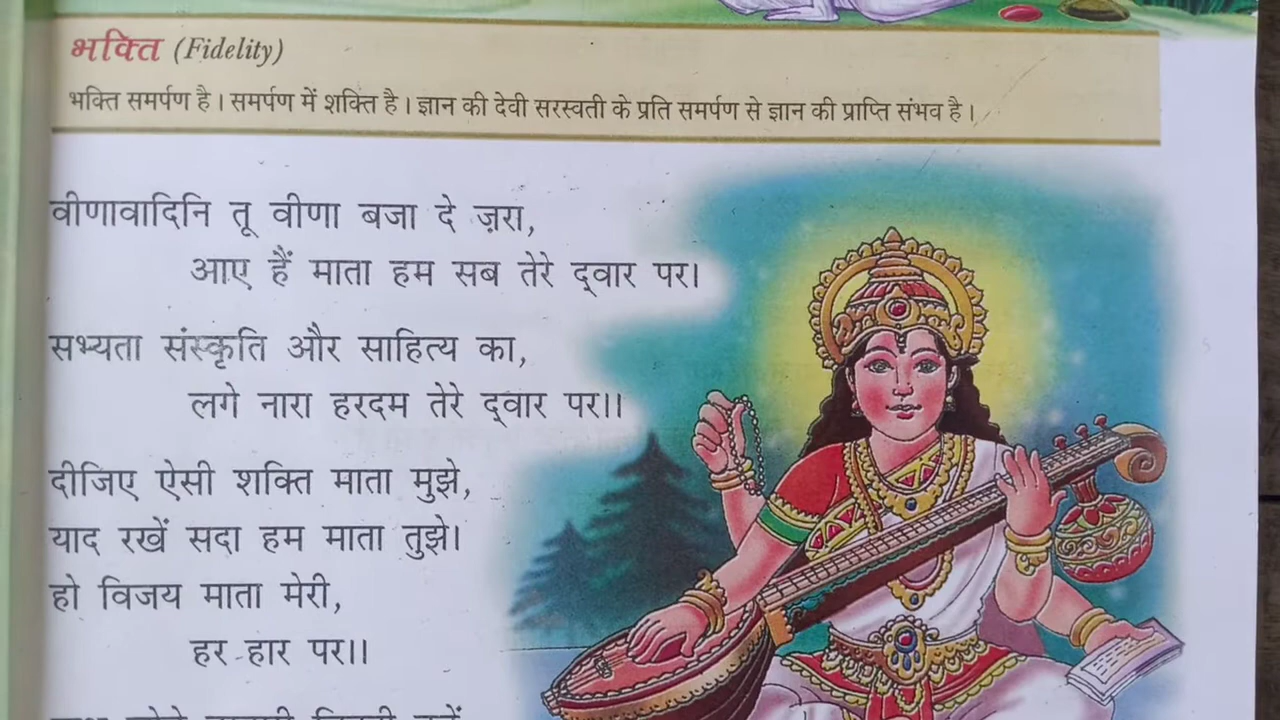 भक्ति (Fidelity)
भक्ति समर्पण है। समर्पण में शक्ति है। ज्ञान की देवी सरस्वती के प्रति समर्पण से ज्ञान की प्राप्ति संभव है।
वीणावादिनि तू वीणा बजा दे ज़रा,
आए हैं माता हम सब तेरे द्वार पर।
सभ्यता संस्कृति और साहित्य का,
लगे नारा हरदम तेरे द्वार पर।।
दीजिए ऐसी शक्ति माता मुझे,
याद रखें सदा हम माता तुझे।
हो विजय माता मेरी,
हर हार पर।।